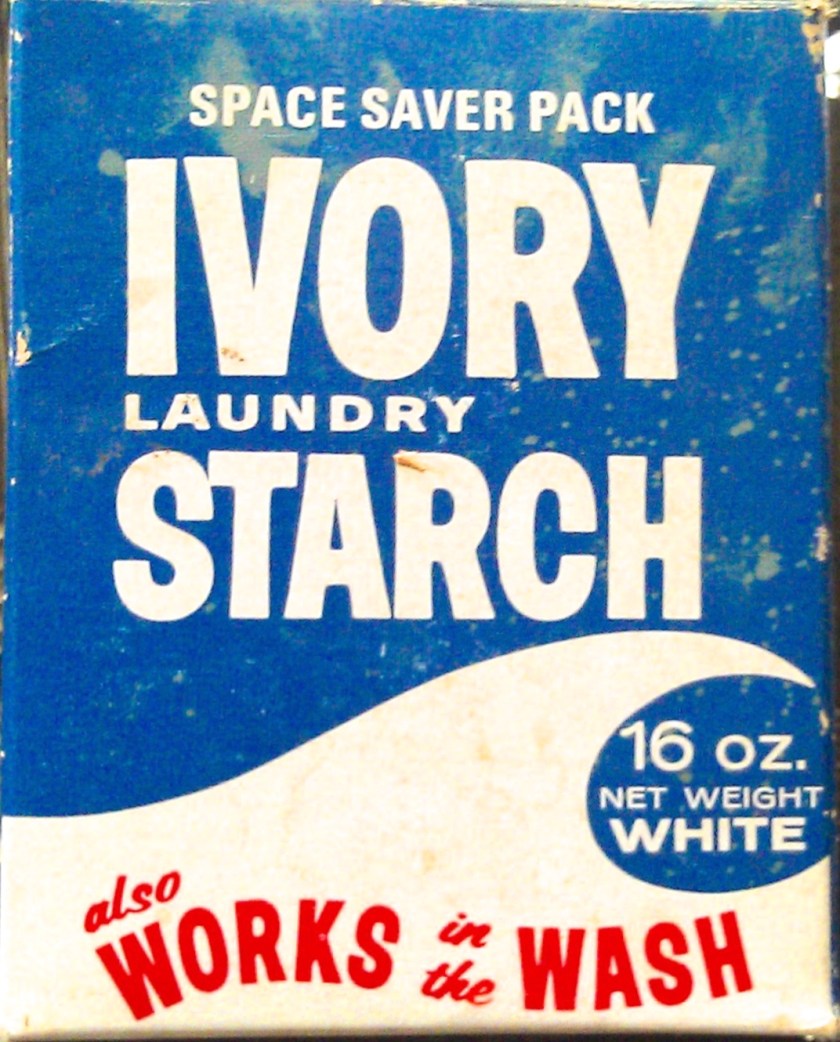 SPACE SAVER PACK
IVORY
LAUNDRY
STARCH
16 oz.
NET WEIGHT
WHITE
also
WORKS in the WASH